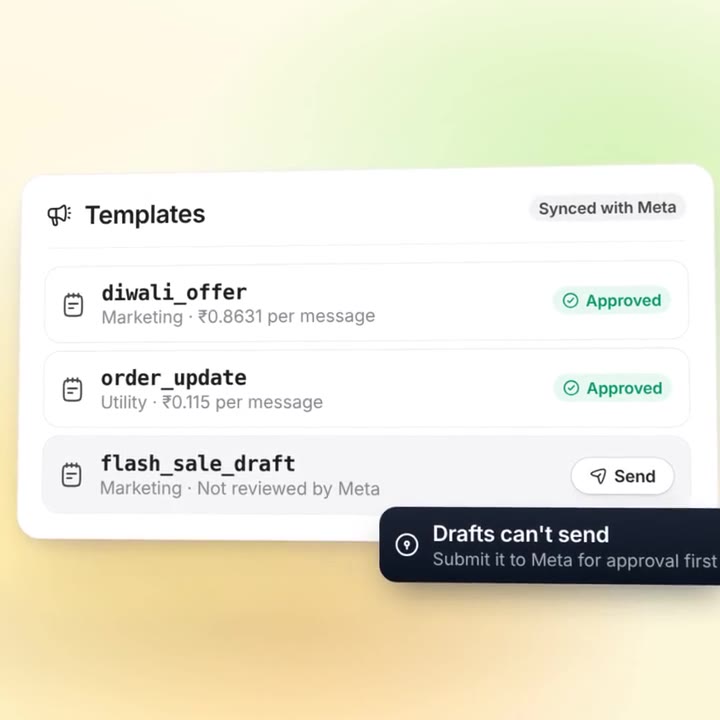 Templates
Synced with Meta
diwali_offer
Marketing · ₹0.8631 per message
Approved
order_update
Utility · ₹0.115 per message
Approved
flash_sale_draft
Marketing · Not reviewed by Meta
Send
Drafts can't send
Submit it to Meta for approval first